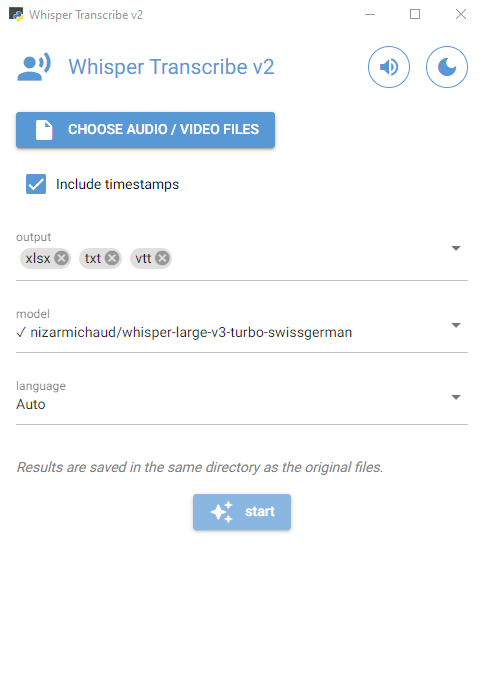 Whisper Transcribe v2
Whisper Transcribe v2
CHOOSE AUDIO / VIDEO FILES
Include timestamps
output
xlsx txt vtt
model
✓ nizarmichaud/whisper-large-v3-turbo-swissgerman
language
Auto
Results are saved in the same directory as the original files.
start